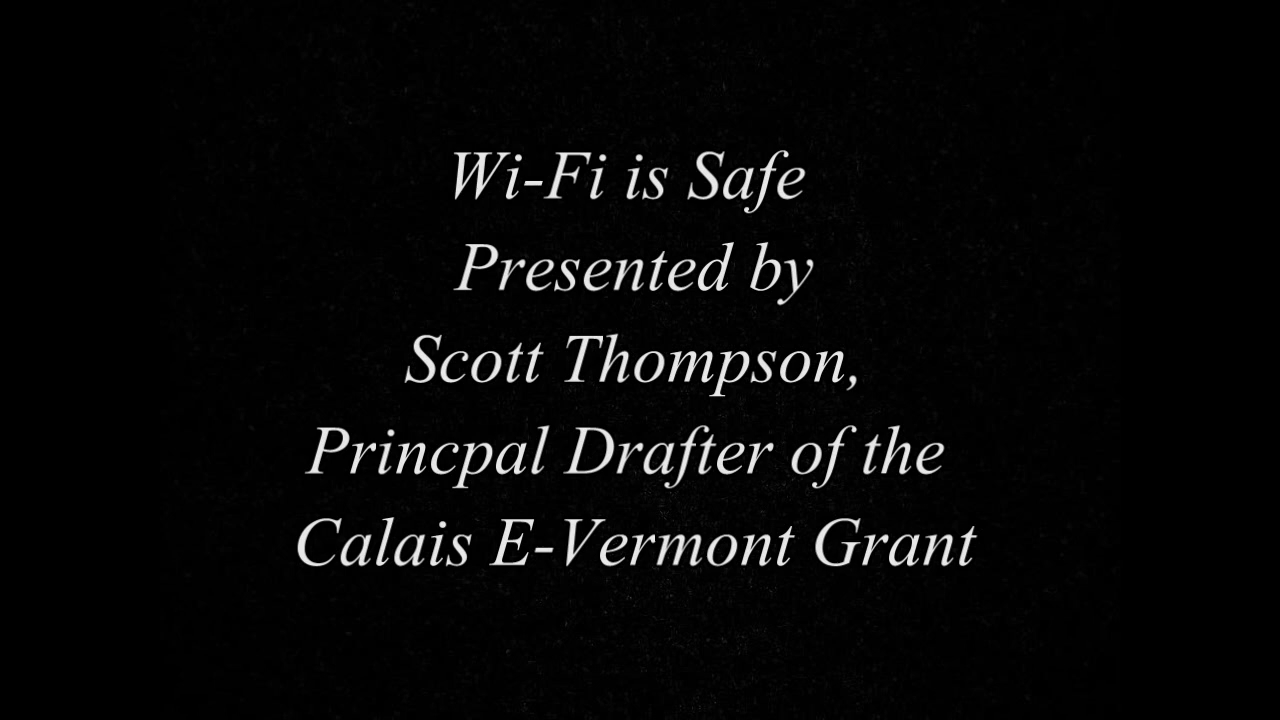 Wi-Fi is Safe
Presented by
Scott Thompson,
Princpal Drafter of the
Calais E-Vermont Grant